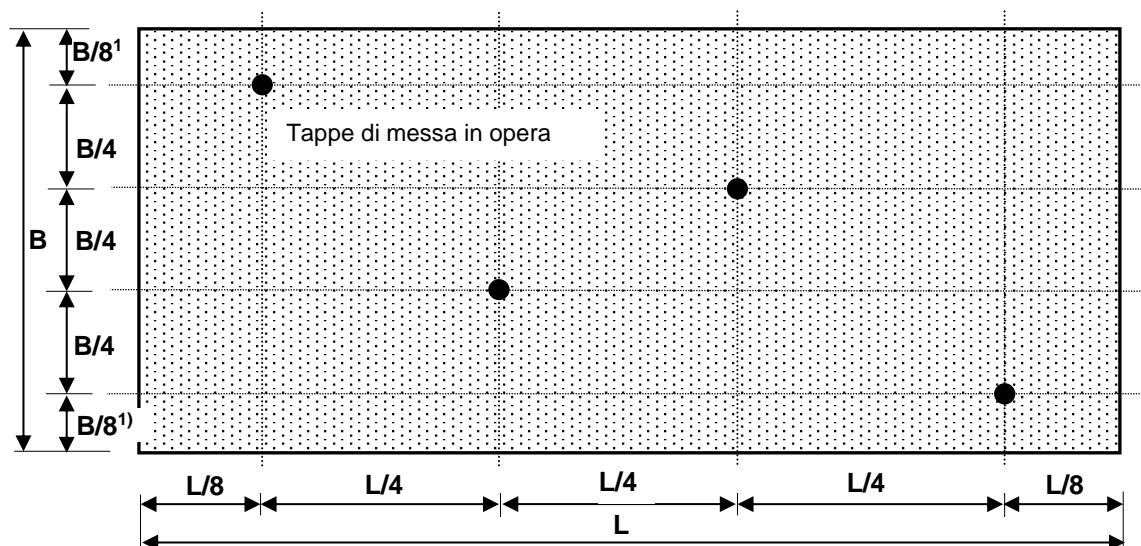 B/8¹
Tappe di messa in opera
B/4
B
B/4
B/4
B/8¹⁾
L/8
L/4
L/4
L/4
L/8
L